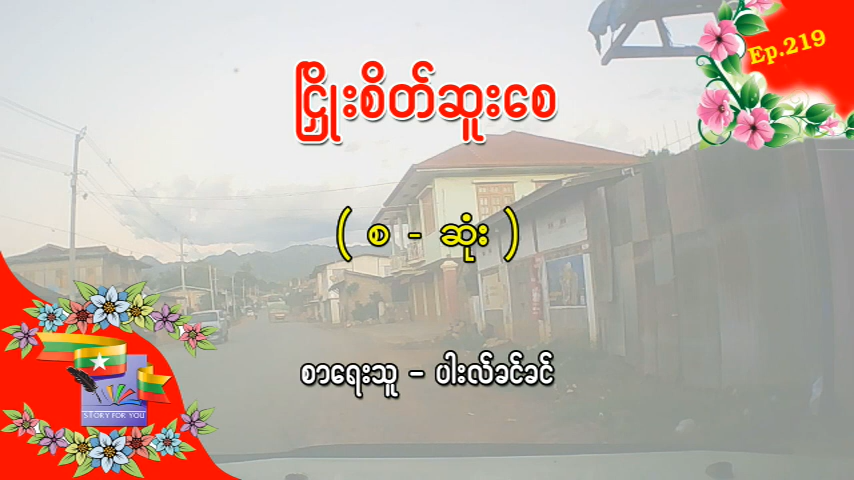 Ep.219
ငြှိုးစိတ်ဆူးစေ
( စ - ဆုံး )
စာရေးသူ - ပါးလ်ခင်ခင်
STORY FOR YOU